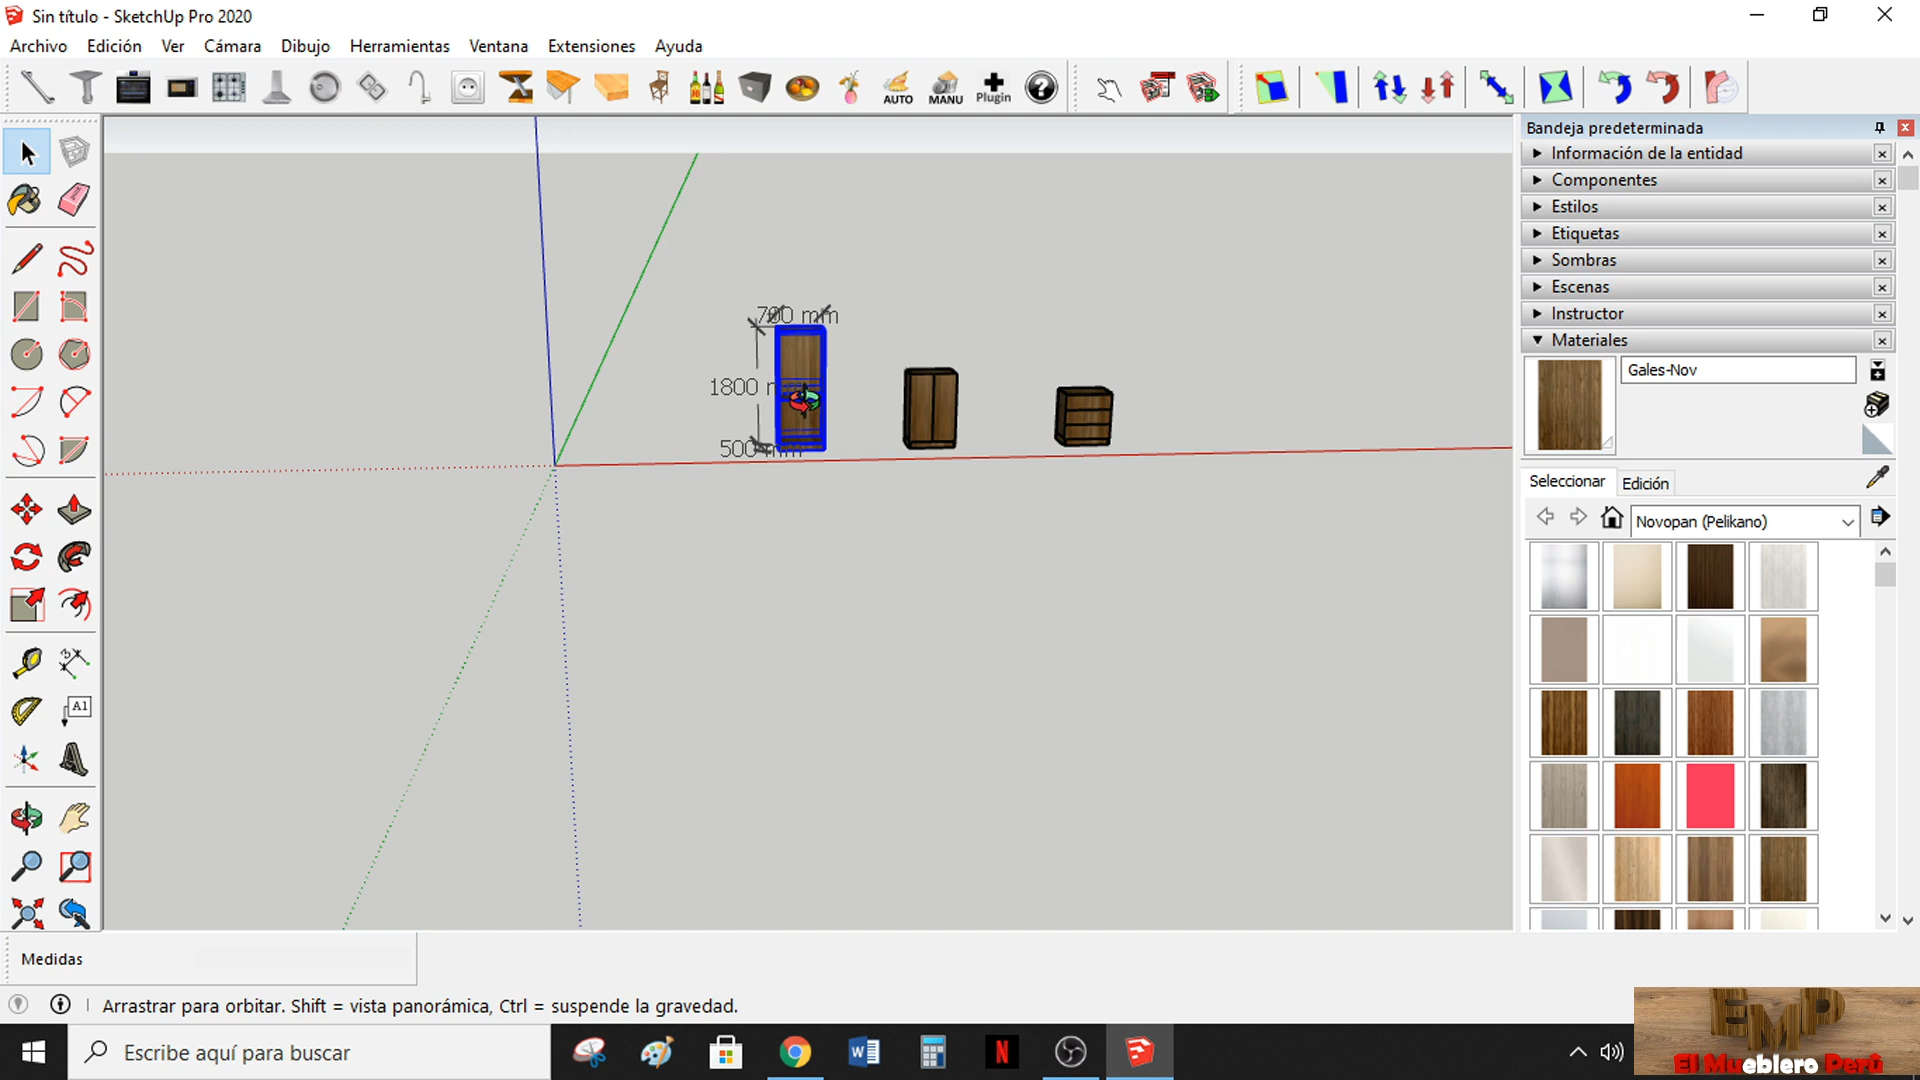 Sin título - SketchUp Pro 2020
Archivo Edición Ver Cámara Dibujo Herramientas Ventana Extensiones Ayuda
AUTO MANU Plugin
Bandeja predeterminada
Información de la entidad
Componentes
Estilos
Etiquetas
Sombras
Escenas
Instructor
Materiales
Gales-Nov
Seleccionar Edición
Novopan (Pelikano)
700 mm
1800
500 mm
A1
Medidas
Arrastrar para orbitar. Shift = vista panorámica, Ctrl = suspende la gravedad.
Escribe aquí para buscar
EMP
El Mueblero Perú